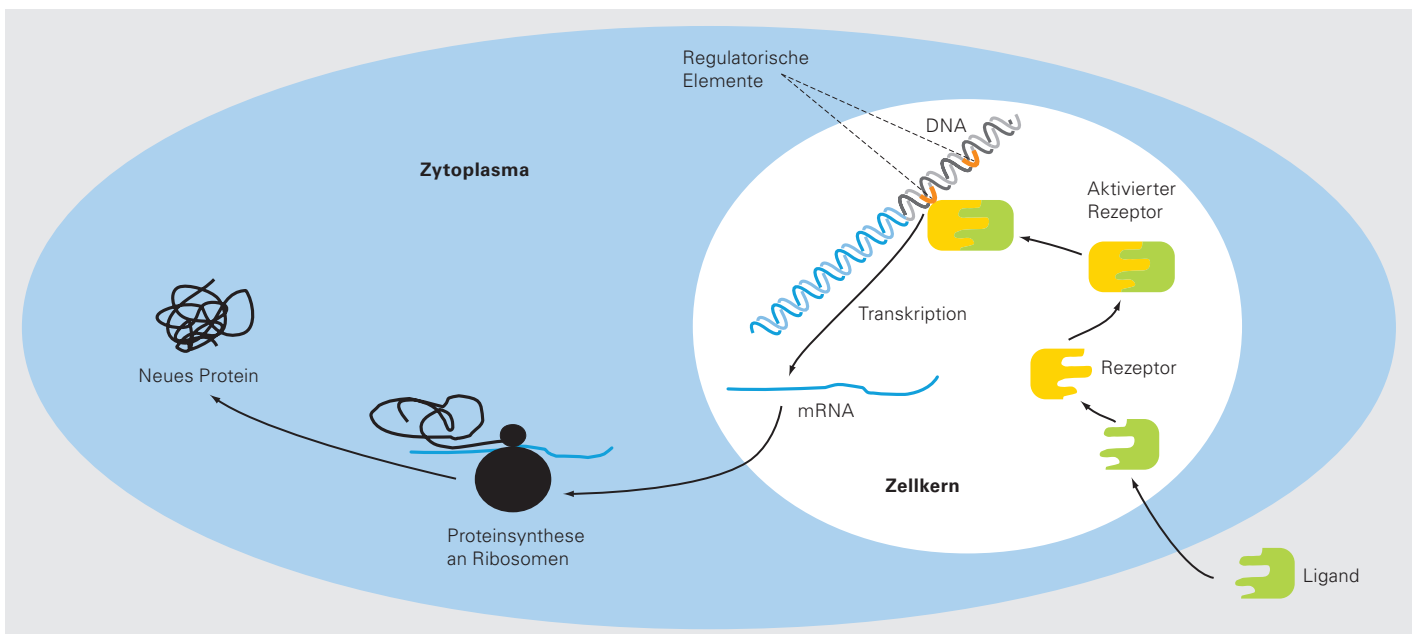 Regulatorische
Elemente
DNA
Zytoplasma
Aktivierter
Rezeptor
Transkription
Rezeptor
Neues Protein
mRNA
Zellkern
Proteinsynthese
an Ribosomen
Ligand